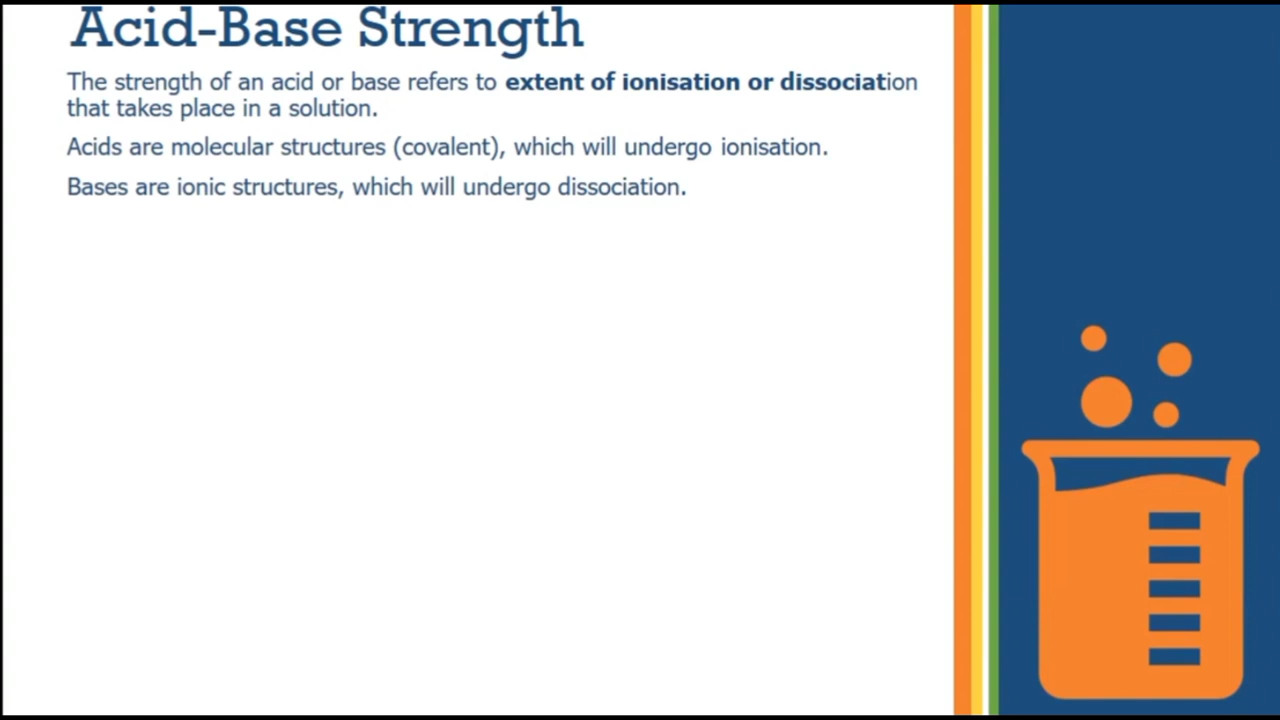 Acid-Base Strength
The strength of an acid or base refers to extent of ionisation or dissociation
that takes place in a solution.
Acids are molecular structures (covalent), which will undergo ionisation.
Bases are ionic structures, which will undergo dissociation.